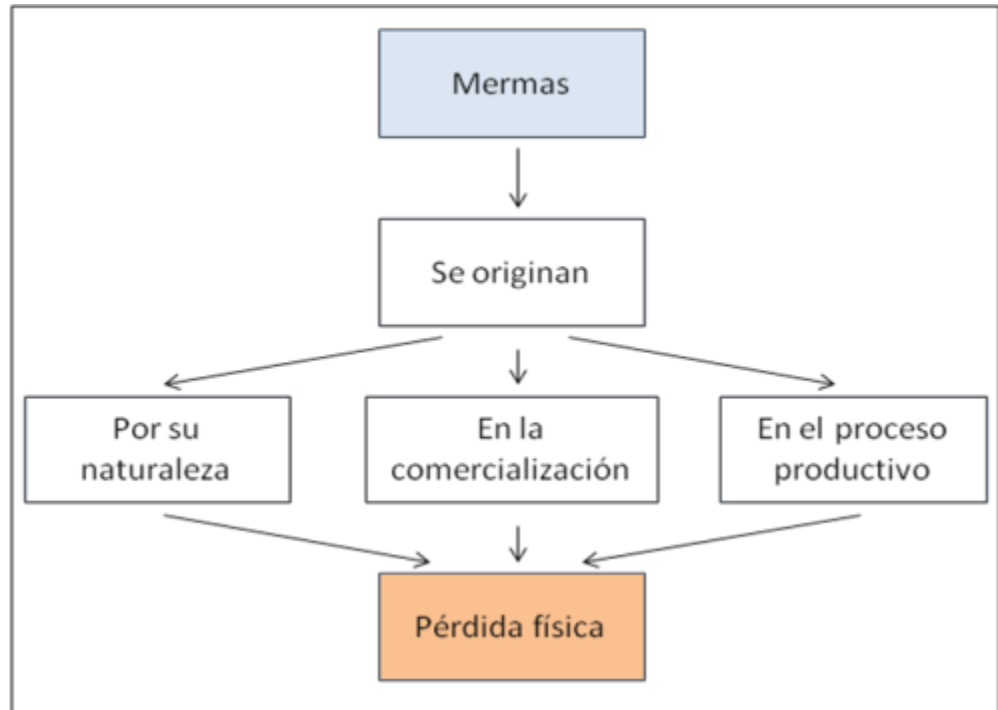 Mermas
Se originan
Por su
naturaleza
En la
comercialización
En el proceso
productivo
Pérdida física